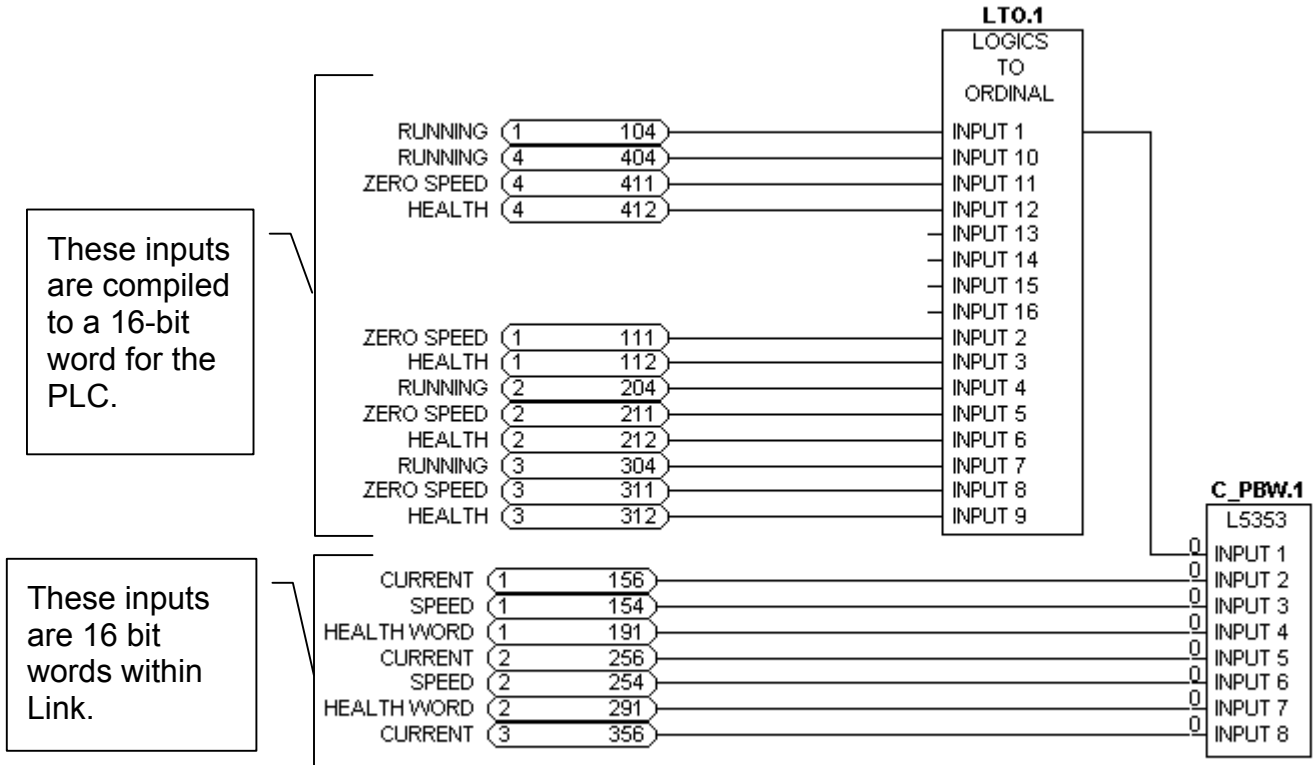 LTO.1
LOGICS
TO
ORDINAL
RUNNING 1 104 INPUT 1
RUNNING 4 404 INPUT 10
ZERO SPEED 4 411 INPUT 11
HEALTH 4 412 INPUT 12
INPUT 13
INPUT 14
INPUT 15
INPUT 16
ZERO SPEED 1 111 INPUT 2
HEALTH 1 112 INPUT 3
RUNNING 2 204 INPUT 4
ZERO SPEED 2 211 INPUT 5
HEALTH 2 212 INPUT 6
RUNNING 3 304 INPUT 7
ZERO SPEED 3 311 INPUT 8
HEALTH 3 312 INPUT 9
These inputs
are compiled
to a 16-bit
word for the
PLC.
C_PBW.1
L5353
0 INPUT 1
CURRENT 1 156 0 INPUT 2
SPEED 1 154 0 INPUT 3
HEALTH WORD 1 191 0 INPUT 4
CURRENT 2 256 0 INPUT 5
SPEED 2 254 0 INPUT 6
HEALTH WORD 2 291 0 INPUT 7
CURRENT 3 356 0 INPUT 8
These inputs
are 16 bit
words within
Link.